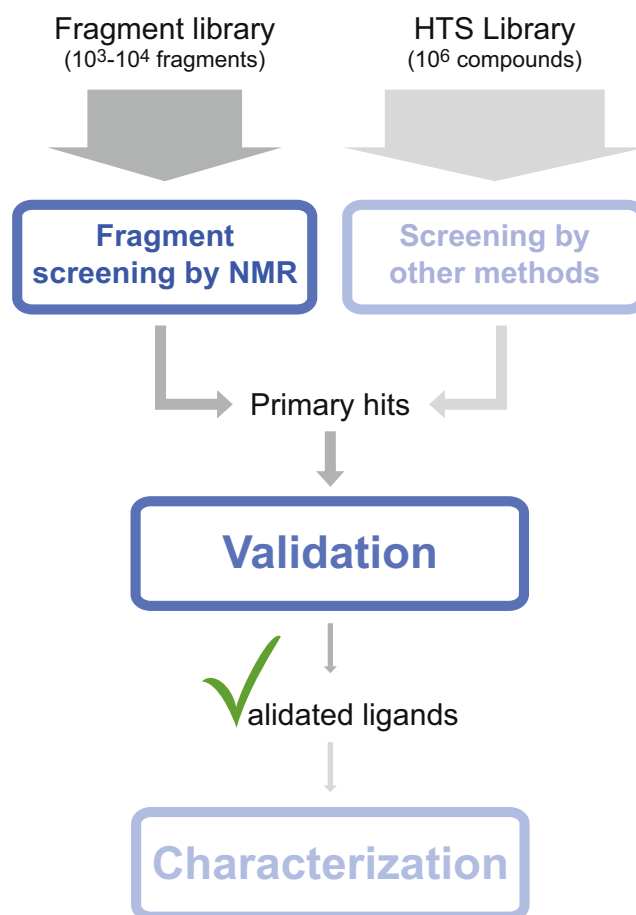 Fragment library
(10³-10⁴ fragments)
HTS Library
(10⁶ compounds)
Fragment
screening by NMR
Screening by
other methods
Primary hits
Validation
√alidated ligands
Characterization